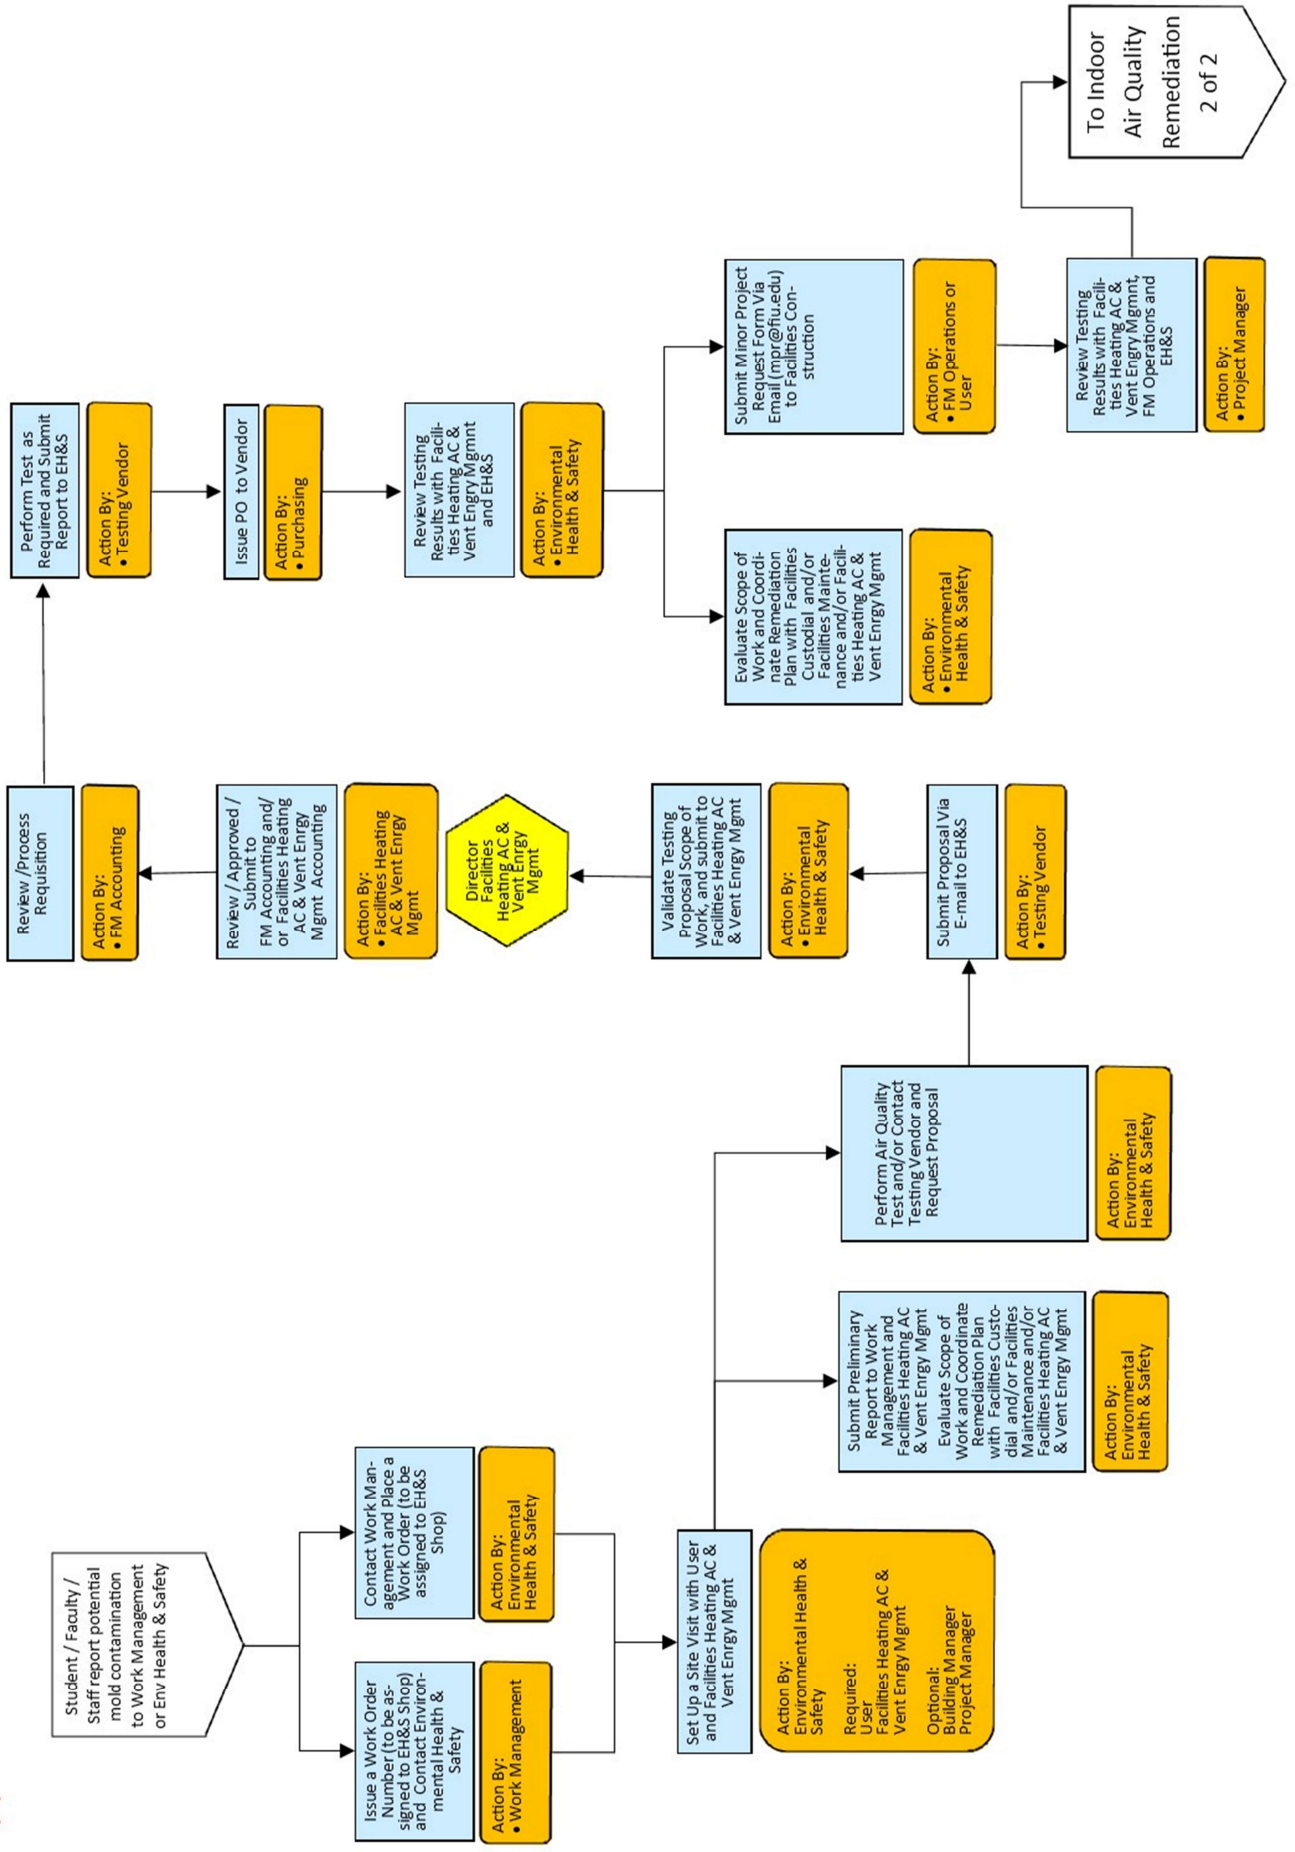 Student / Faculty /
Staff report potential
mold contamination
to Work Management
or Env Health & Safety
Issue a Work Order
Number (to be as-
signed to EH&S Shop)
and Contact Environ-
mental Health &
Safety
Action By:
• Work Management
Contact Work Man-
agement and Place a
Work Order (to be
assigned to EH&S
Shop)
Action By:
Environmental
Health & Safety
Set Up a Site Visit with User
and Facilities Heating AC &
Vent Enrgy Mgmt
Action By:
Environmental Health &
Safety
Required:
User
Facilities Heating AC &
Vent Enrgy Mgmt
Optional:
Building Manager
Project Manager
Submit Preliminary
Report to Work
Management and
Facilities Heating AC
& Vent Enrgy Mgmt
Evaluate Scope of
Work and Coordinate
Remediation Plan
with Facilities Custo-
dial and/or Facilities
Maintenance and/or
Facilities Heating AC
& Vent Enrgy Mgmt
Action By:
Environmental
Health & Safety
Perform Air Quality
Test and/or Contact
Testing Vendor and
Request Proposal
Action By:
Environmental
Health & Safety
Submit Proposal Via
E-mail to EH&S
Action By:
• Testing Vendor
Validate Testing
Proposal Scope of
Work, and submit to
Facilities Heating AC
& Vent Enrgy Mgmt
Action By:
• Environmental
Health & Safety
Director
Facilities
Heating AC &
Vent Enrgy
Mgmt
Review / Approved /
Submit to
FM Accounting and/
or Facilities Heating
AC & Vent Enrgy
Mgmt Accounting
Action By:
• Facilities Heating
AC & Vent Enrgy
Mgmt
Review /Process
Requisition
Action By:
• FM Accounting
Perform Test as
Required and Submit
Report to EH&S
Action By:
• Testing Vendor
Issue PO to Vendor
Action By:
• Purchasing
Review Testing
Results with Facili-
ties Heating AC &
Vent Engry Mgmnt
and EH&S
Action By:
• Environmental
Health & Safety
Evaluate Scope of
Work and Coordi-
nate Remediation
Plan with Facilities
Custodial and/or
Facilities Mainte-
nance and/or Facili-
ties Heating AC &
Vent Enrgy Mgmt
Action By:
• Environmental
Health & Safety
Submit Minor Project
Request Form Via
Email (mpr@fiu.edu)
to Facilities Con-
struction
Action By:
• FM Operations or
User
Review Testing
Results with Facili-
ties Heating AC &
Vent Engry Mgmnt,
FM Operations and
EH&S
Action By:
• Project Manager
To Indoor
Air Quality
Remediation
2 of 2